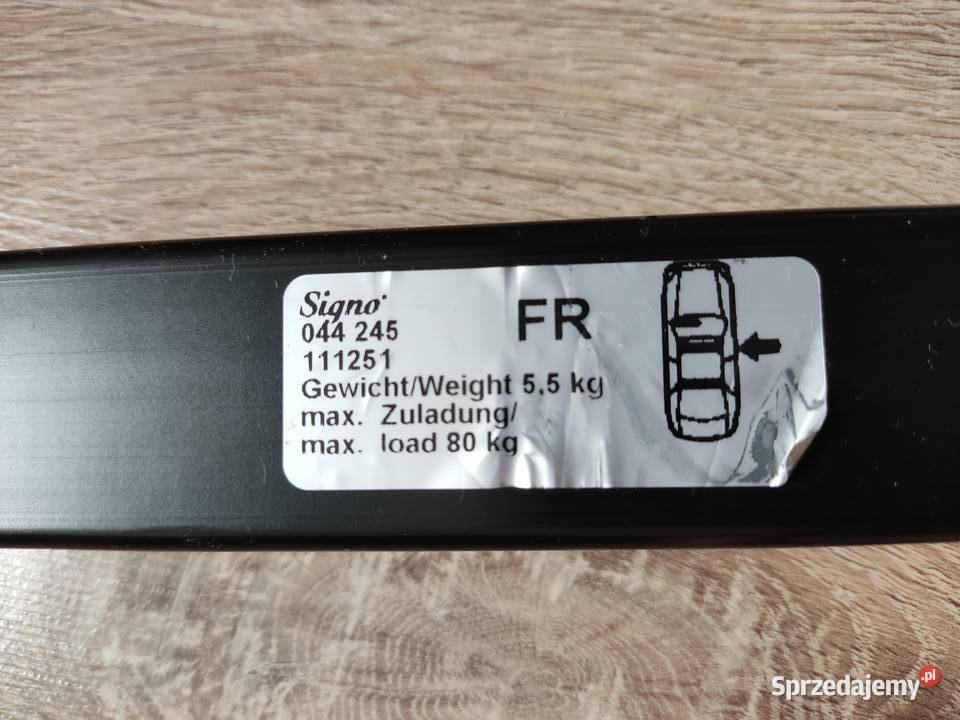 Signo
044 245
FR
111251
Gewicht/Weight 5,5 kg
max. Zuladung/
max. load 80 kg
Sprzedajemy.pl